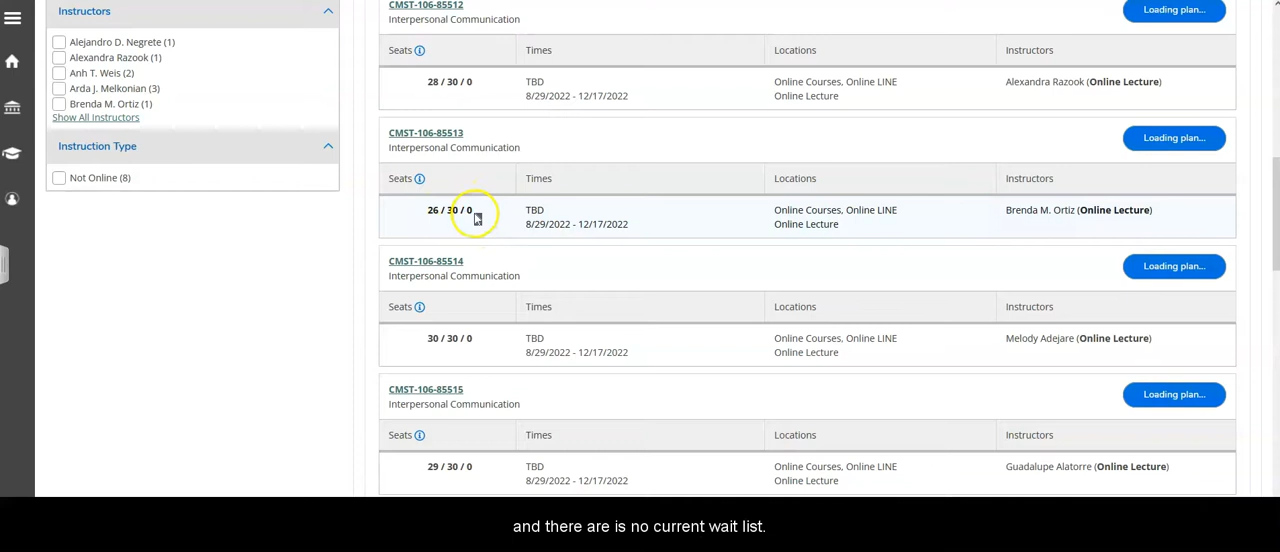 Instructors
Alejandro D. Negrete (1)
Alexandra Razook (1)
Anh T. Weis (2)
Arda J. Melkonian (3)
Brenda M. Ortiz (1)
Show All Instructors
Instruction Type
Not Online (8)
CMST-106-85512
Interpersonal Communication
Loading plan...
Seats Times Locations Instructors
28 / 30 / 0 TBD Online Courses, Online LINE Alexandra Razook (Online Lecture)
8/29/2022 - 12/17/2022 Online Lecture
CMST-106-85513
Interpersonal Communication
Loading plan...
Seats Times Locations Instructors
26 / 30 / 0 TBD Online Courses, Online LINE Brenda M. Ortiz (Online Lecture)
8/29/2022 - 12/17/2022 Online Lecture
CMST-106-85514
Interpersonal Communication
Loading plan...
Seats Times Locations Instructors
30 / 30 / 0 TBD Online Courses, Online LINE Melody Adejare (Online Lecture)
8/29/2022 - 12/17/2022 Online Lecture
CMST-106-85515
Interpersonal Communication
Loading plan...
Seats Times Locations Instructors
29 / 30 / 0 TBD Online Courses, Online LINE Guadalupe Alatorre (Online Lecture)
8/29/2022 - 12/17/2022 Online Lecture
and there are is no current wait list.